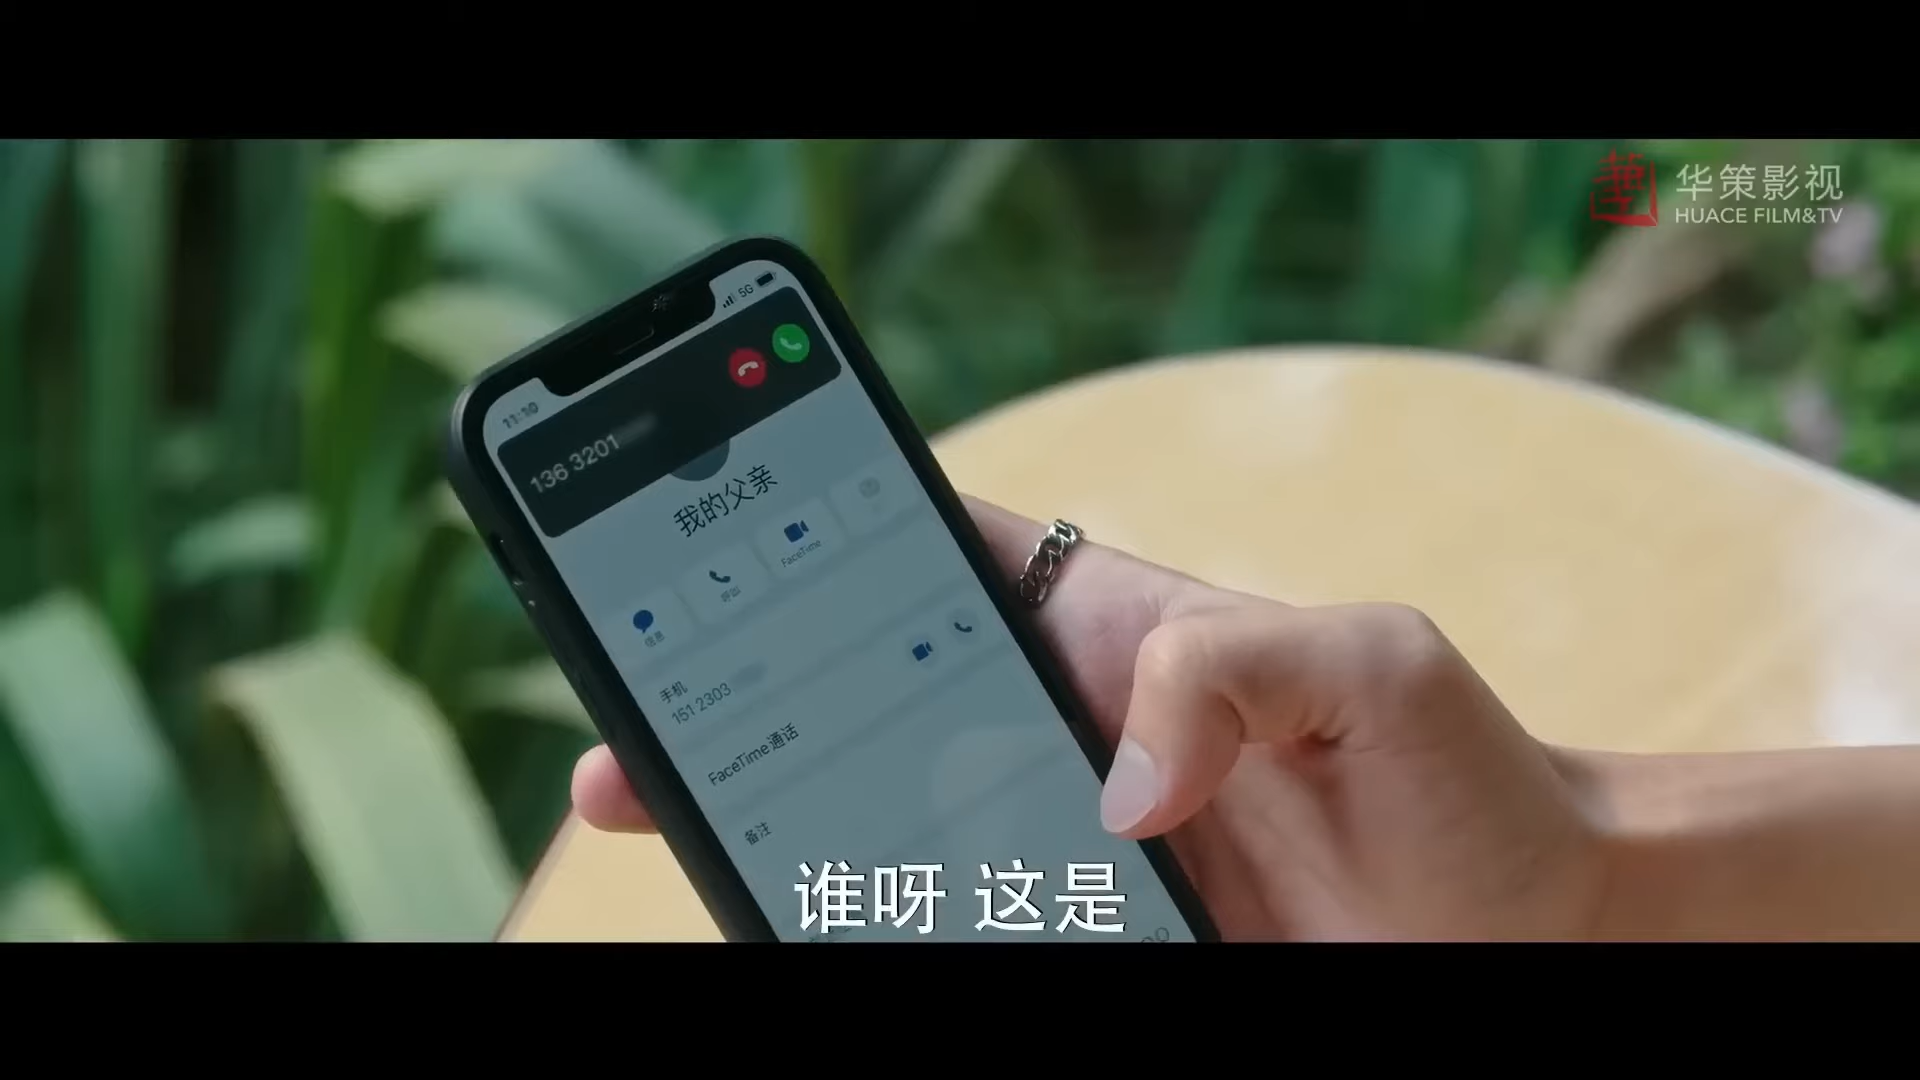 华策影视
HUACE FILM&TV
5G
11:10
136 3201
我的父亲
信息
呼叫
FaceTime
手机
151 2303
FaceTime通话
备注
谁呀 这是